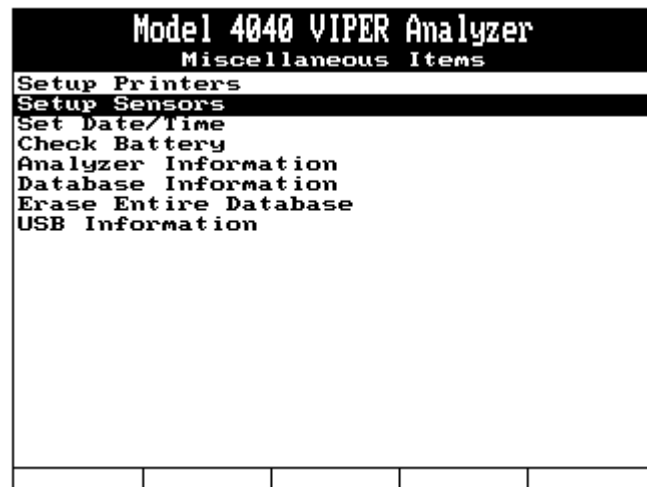 Model 4040 VIPER Analyzer
Miscellaneous Items
Setup Printers
Setup Sensors
Set Date/Time
Check Battery
Analyzer Information
Database Information
Erase Entire Database
USB Information